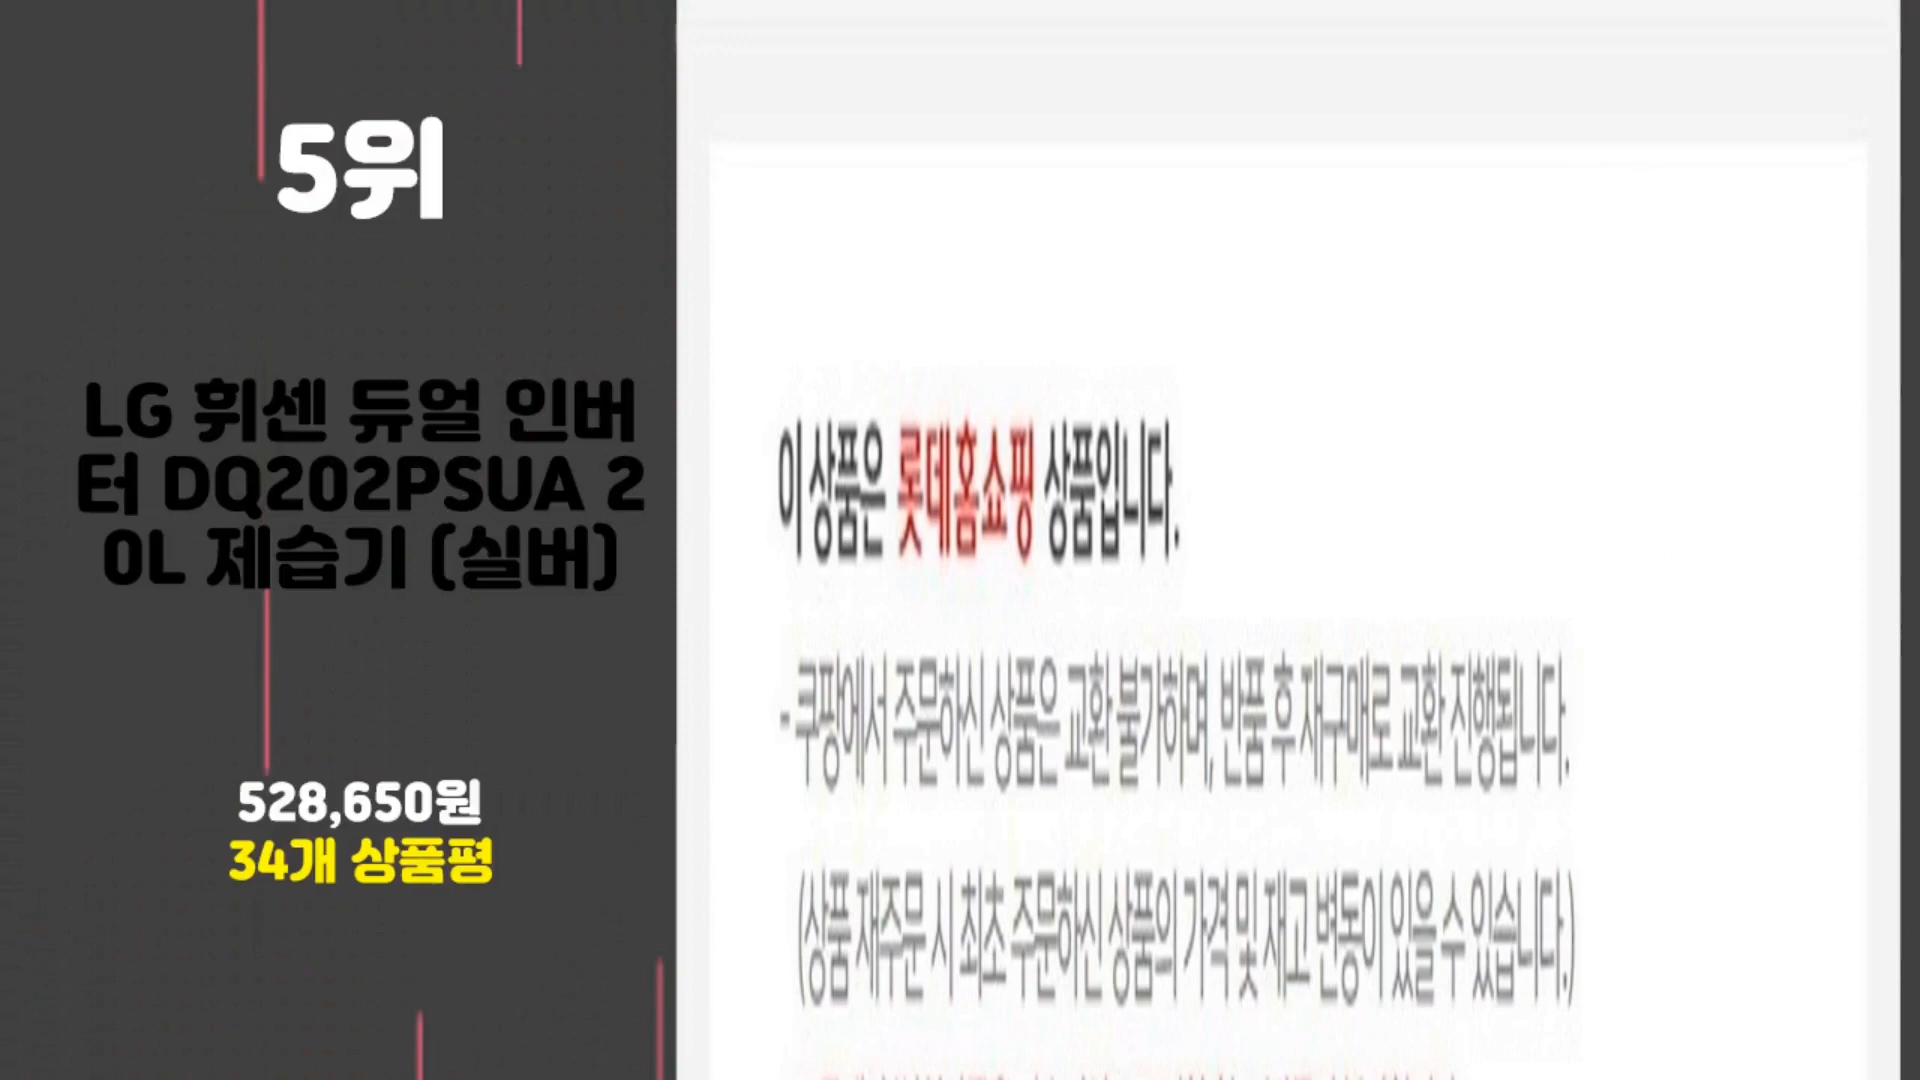 5위
LG 휘센 듀얼 인버
터 DQ202PSUA 2
0L 제습기 (실버)
528,650원
34개 상품평
이 상품은 롯데홈쇼핑 상품입니다.
- 쿠팡에서 주문하신 상품은 교환 불가하며, 반품 후 재구매로 교환 진행됩니다.
(상품 재주문 시 최초 주문하신 상품의 가격 및 재고 변동이 있을 수 있습니다.)